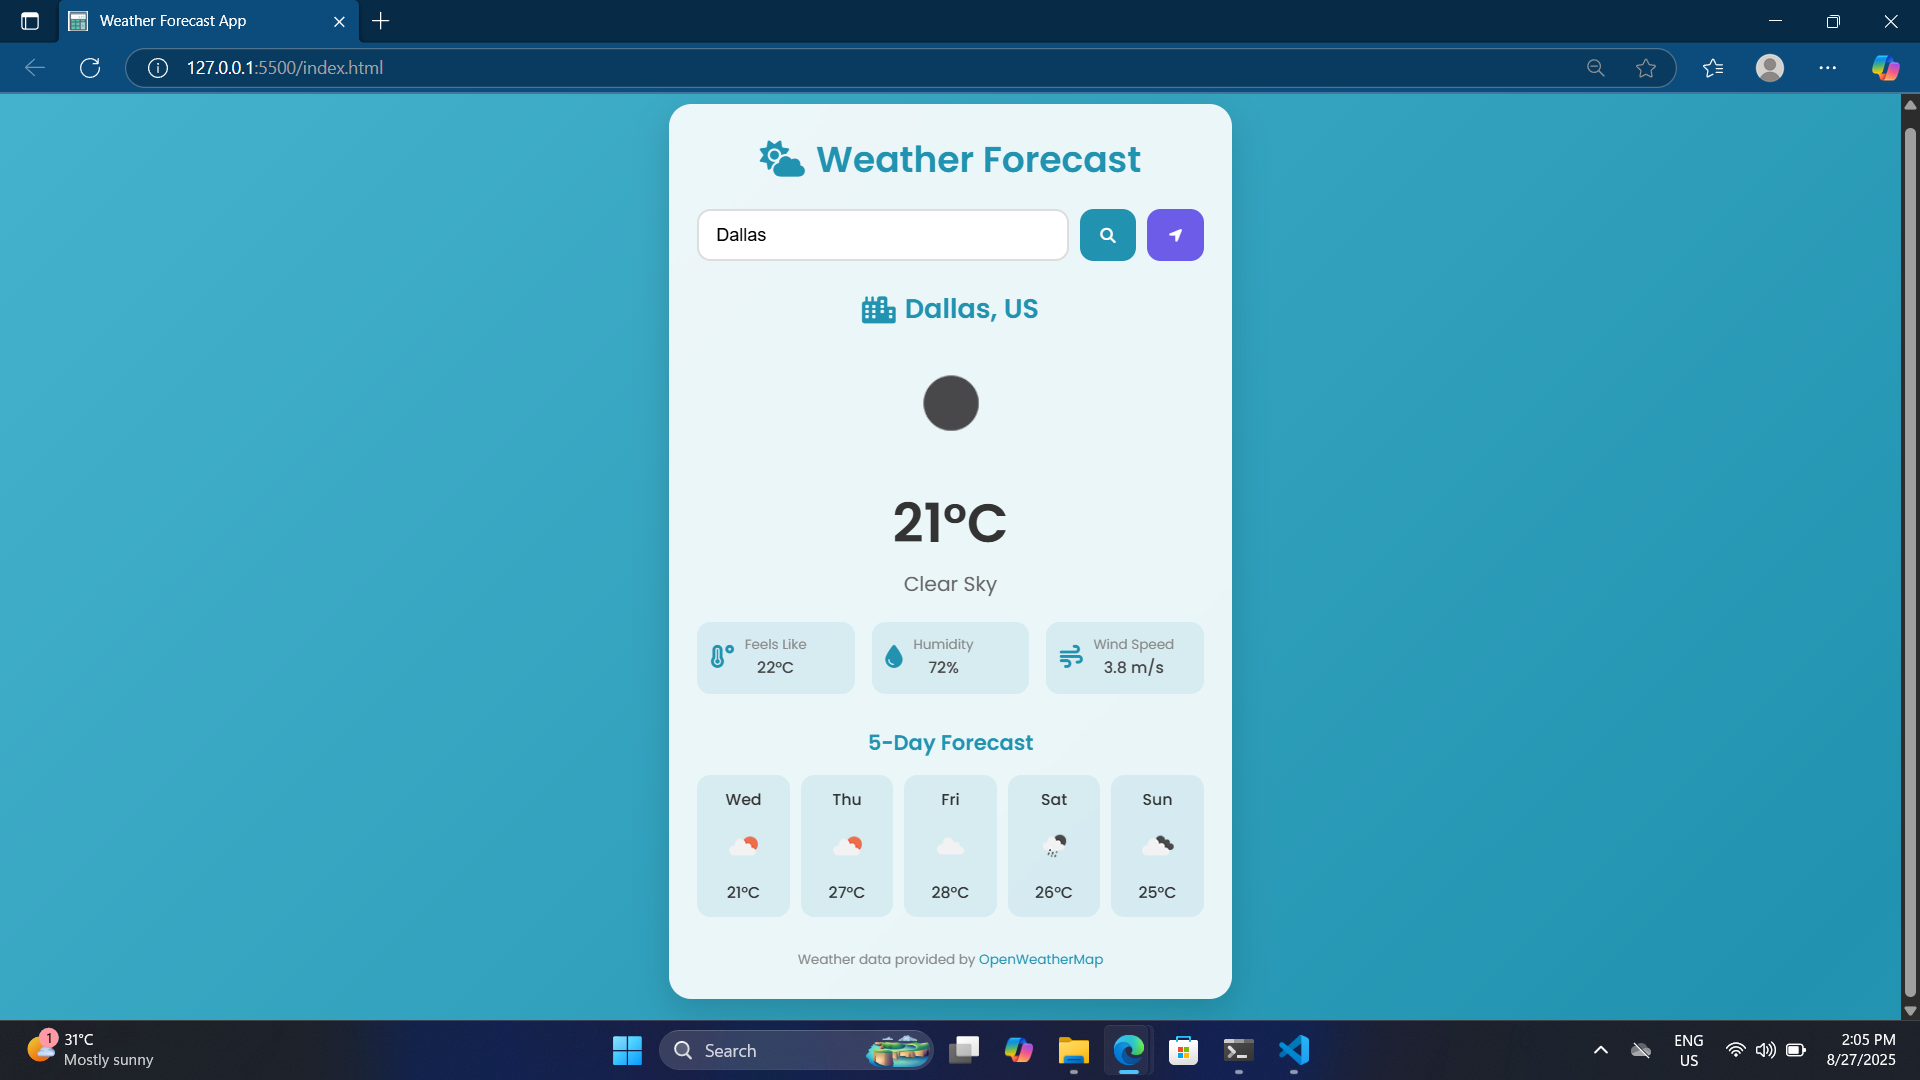 Weather Forecast App
127.0.0.1:5500/index.html
Weather Forecast
Dallas
Dallas, US
21°C
Clear Sky
Feels Like
22°C
Humidity
72%
Wind Speed
3.8 m/s
5-Day Forecast
Wed Thu Fri Sat Sun
21°C 27°C 28°C 26°C 25°C
Weather data provided by OpenWeatherMap
1
31°C
Mostly sunny
Search
ENG
US
2:05 PM
8/27/2025